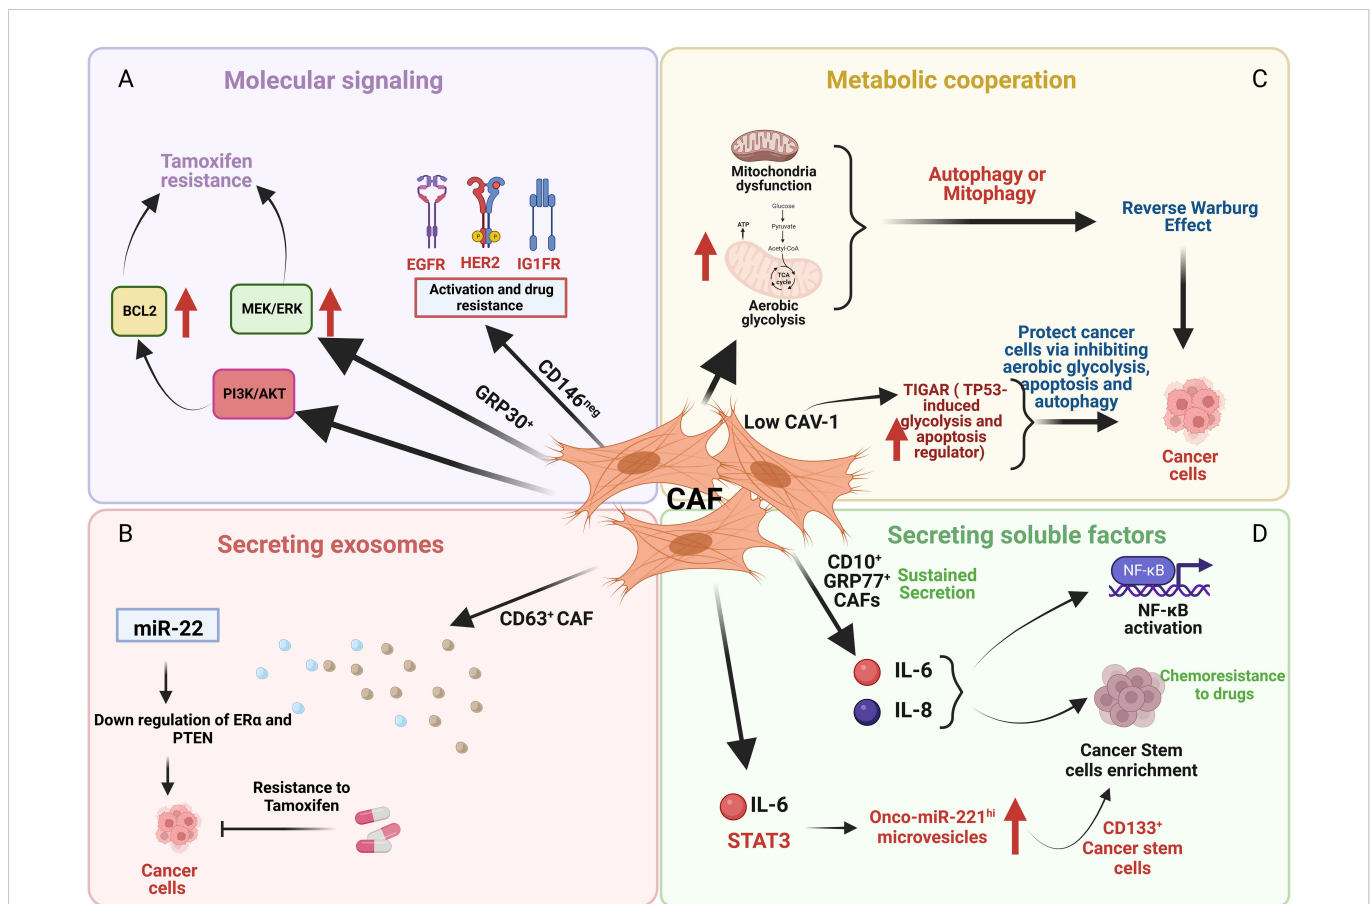 A
Molecular signaling
Tamoxifen
resistance
BCL2
MEK/ERK
PI3K/AKT
EGFR
HER2
IG1FR
P
P
Activation and drug
resistance
GRP30⁺
CD146ⁿᵉᵍ
CAF
C
Metabolic cooperation
Mitochondria
dysfunction
Glucose
ATP
Pyruvate
Acetyl-CoA
TCA
cycle
Aerobic
glycolysis
Autophagy or
Mitophagy
Reverse Warburg
Effect
Low CAV-1
TIGAR ( TP53-
induced
glycolysis and
apoptosis
regulator)
Protect cancer
cells via inhibiting
aerobic glycolysis,
apoptosis and
autophagy
Cancer
cells
B
Secreting exosomes
miR-22
Down regulation of ERα and
PTEN
Resistance to
Tamoxifen
Cancer
cells
CD63⁺ CAF
D
Secreting soluble factors
CD10⁺
GRP77⁺
CAFs
Sustained
Secretion
IL-6
IL-8
NF-κB
NF-κB
activation
Chemoresistance
to drugs
Cancer Stem
cells enrichment
IL-6
STAT3
Onco-miR-221ʰⁱ
microvesicles
CD133⁺
Cancer stem
cells